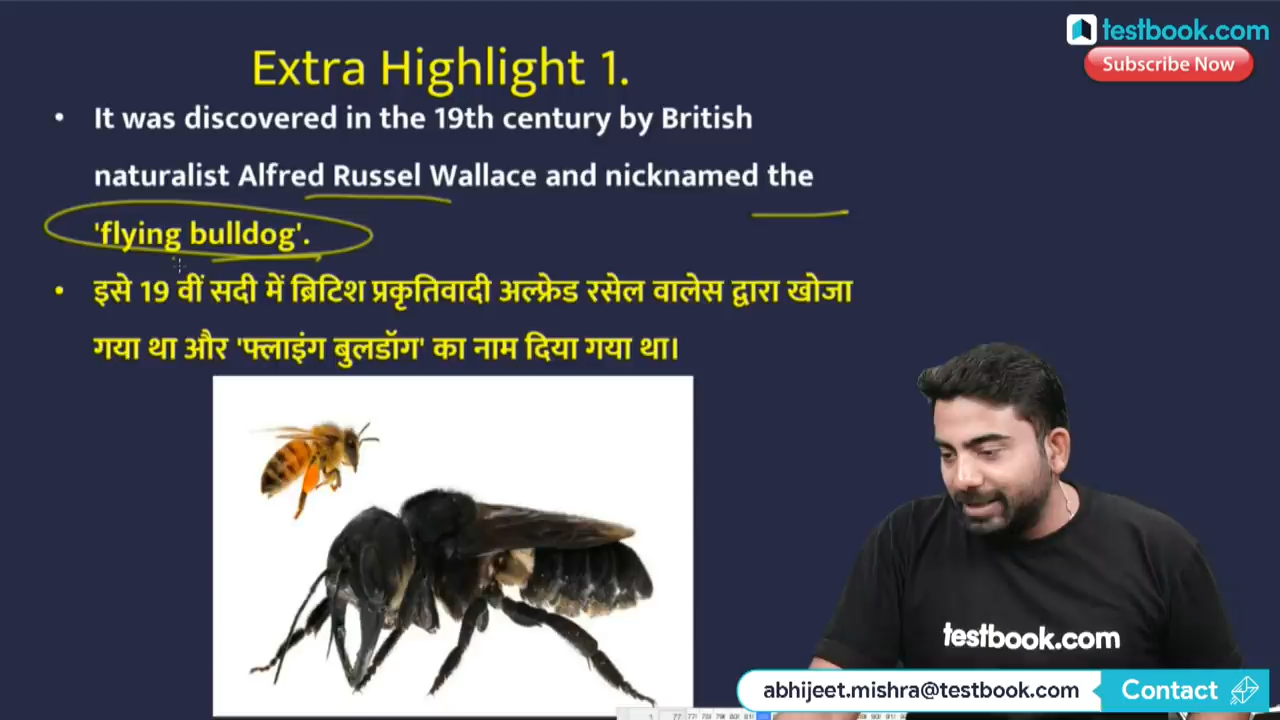 testbook.com
Subscribe Now
Extra Highlight 1.
• It was discovered in the 19th century by British
naturalist Alfred Russel Wallace and nicknamed the
'flying bulldog'.
• इसे 19 वीं सदी में ब्रिटिश प्रकृतिवादी अल्फ्रेड रसेल वालेस द्वारा खोजा
गया था और 'फ्लाइंग बुलडॉग' का नाम दिया गया था।
testbook.com
abhijeet.mishra@testbook.com
Contact